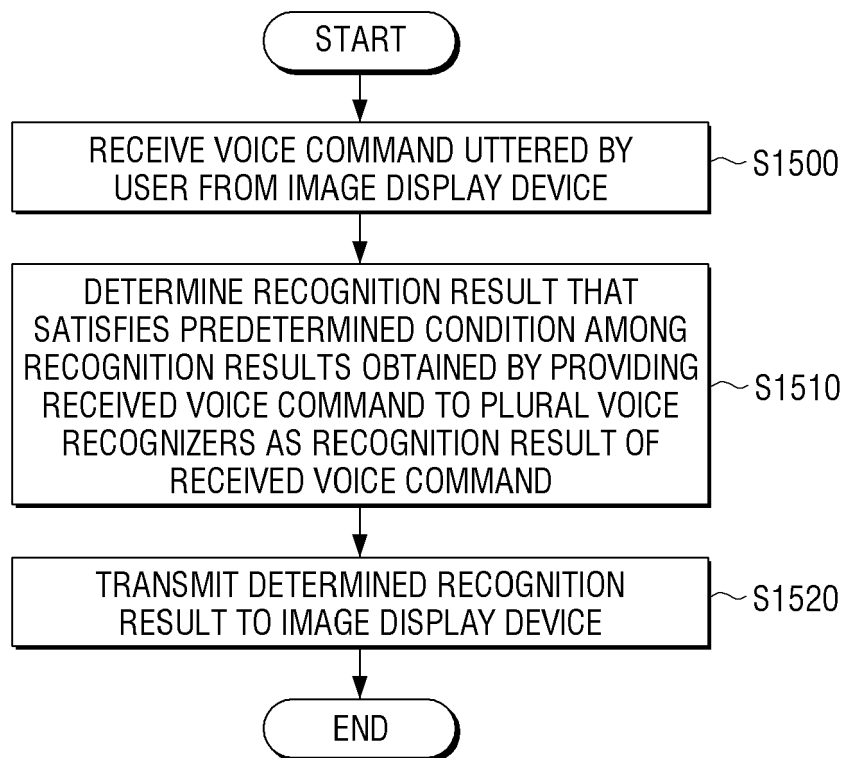 START
RECEIVE VOICE COMMAND UTTERED BY
USER FROM IMAGE DISPLAY DEVICE
S1500
DETERMINE RECOGNITION RESULT THAT
SATISFIES PREDETERMINED CONDITION AMONG
RECOGNITION RESULTS OBTAINED BY PROVIDING
RECEIVED VOICE COMMAND TO PLURAL VOICE
RECOGNIZERS AS RECOGNITION RESULT OF
RECEIVED VOICE COMMAND
S1510
TRANSMIT DETERMINED RECOGNITION
RESULT TO IMAGE DISPLAY DEVICE
S1520
END